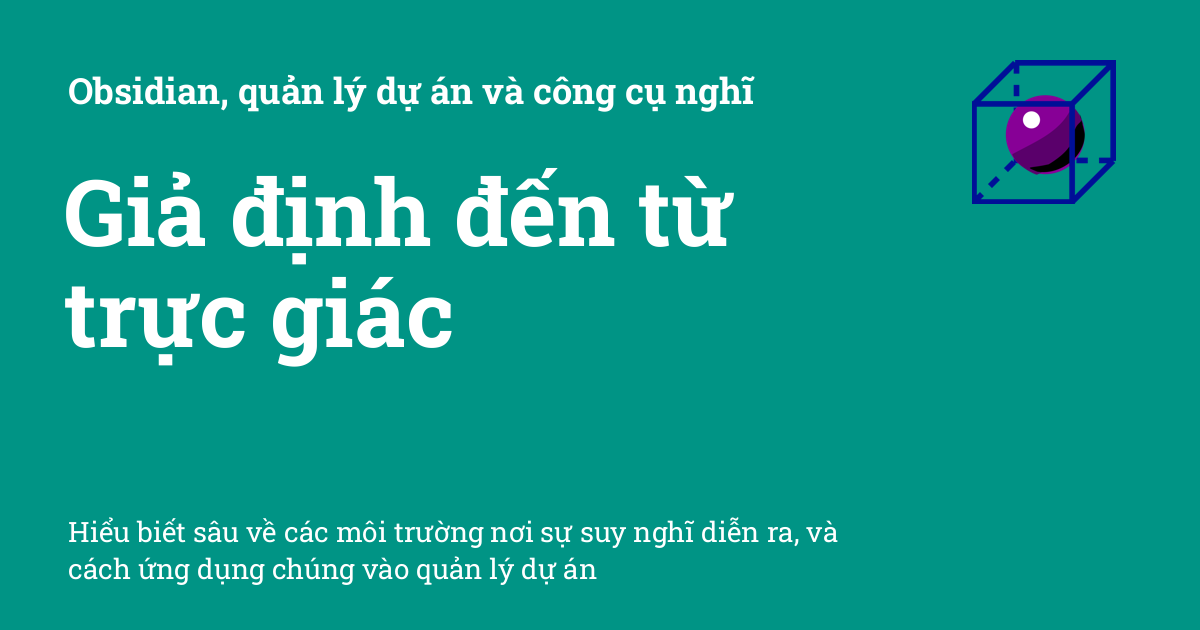 Obsidian, quản lý dự án và công cụ nghĩ
Giả định đến từ
trực giác
Hiểu biết sâu về các môi trường nơi sự suy nghĩ diễn ra, và
cách ứng dụng chúng vào quản lý dự án